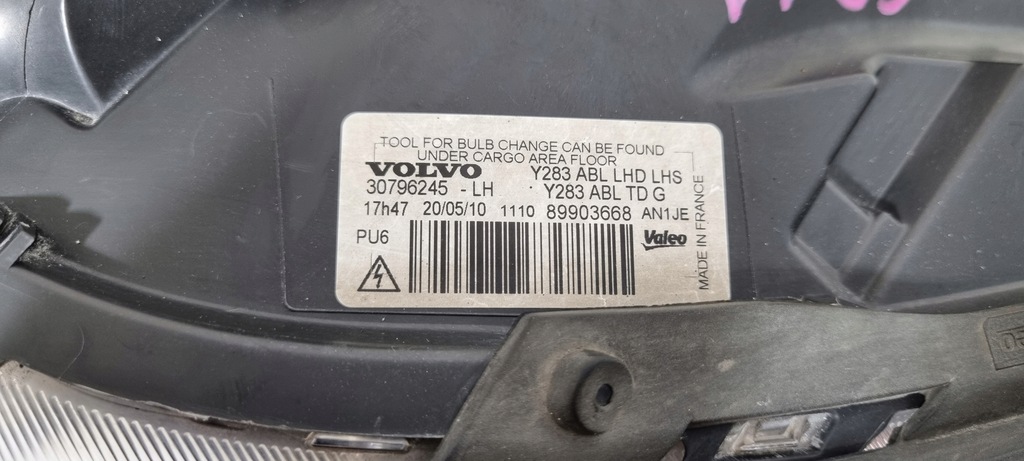 TOOL FOR BULB CHANGE CAN BE FOUND
UNDER CARGO AREA FLOOR
VOLVO Y283 ABL LHD LHS
30796245 - LH Y283 ABL TD G
17h47 20/05/10 1110 89903668 AN1JE
PU6
Valeo
MADE IN FRANCE